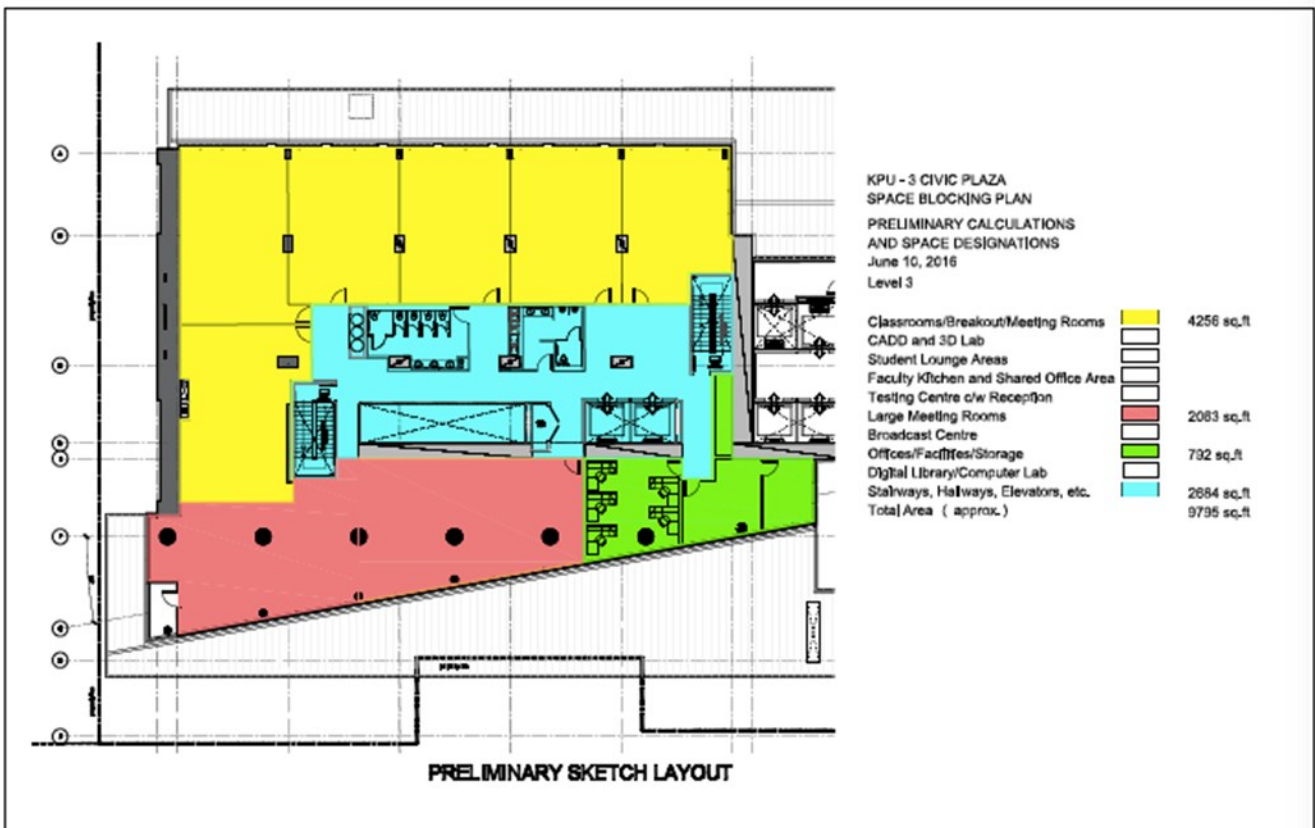 KPU - 3 CIVIC PLAZA
SPACE BLOCKING PLAN
PRELIMINARY CALCULATIONS
AND SPACE DESIGNATIONS
June 10, 2016
Level 3
Classrooms/Breakout/Meeting Rooms 4256 sq.ft
CADD and 3D Lab
Student Lounge Areas
Faculty Kitchen and Shared Office Area
Testing Centre c/w Reception
Large Meeting Rooms 2063 sq.ft
Broadcast Centre
Offices/Facilities/Storage 792 sq.ft
Digital Library/Computer Lab
Stairways, Hallways, Elevators, etc. 2684 sq.ft
Total Area ( approx. ) 9795 sq.ft
A
PRELIMINARY SKETCH LAYOUT